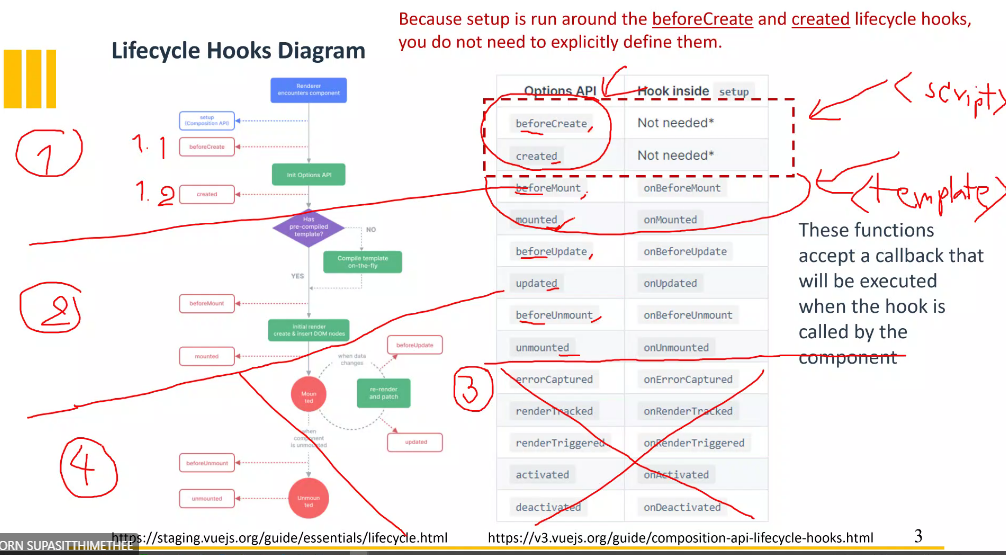 Because setup is run around the beforeCreate and created lifecycle hooks,
you do not need to explicitly define them.
Lifecycle Hooks Diagram
Renderer
encounters component
setup
(Composition API)
beforeCreate
Init Options API
created
Has
pre-compiled
template?
NO
Compile template
on-the-fly
YES
beforeMount
Initial render
create & insert DOM nodes
mounted
when data
changes
beforeUpdate
Moun
ted
re-render
and patch
updated
when
component
is unmounted
beforeUnmount
unmounted
Unmoun
ted
1
1.1
1.2
2
3
4
Options API Hook inside setup
beforeCreate Not needed*
created Not needed*
beforeMount onBeforeMount
mounted onMounted
beforeUpdate onBeforeUpdate
updated onUpdated
beforeUnmount onBeforeUnmount
unmounted onUnmounted
errorCaptured onErrorCaptured
renderTracked onRenderTracked
renderTriggered onRenderTriggered
activated onActivated
deactivated onDeactivated
<script>
<template>
These functions
accept a callback that
will be executed
when the hook is
called by the
component
ORN SUPASITTHIMETHEE
https://staging.vuejs.org/guide/essentials/lifecycle.html
https://v3.vuejs.org/guide/composition-api-lifecycle-hooks.html
3